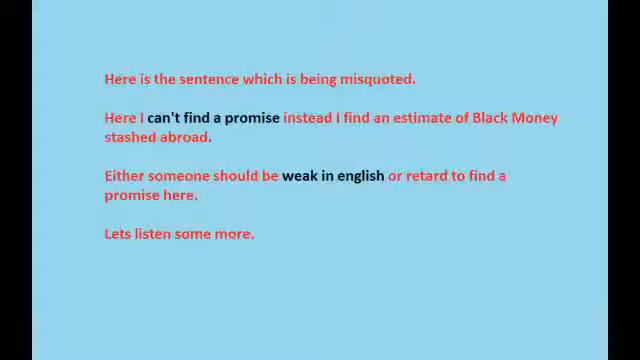 Here is the sentence which is being misquoted.
Here I can't find a promise instead I find an estimate of Black Money
stashed abroad.
Either someone should be weak in english or retard to find a
promise here.
Lets listen some more.